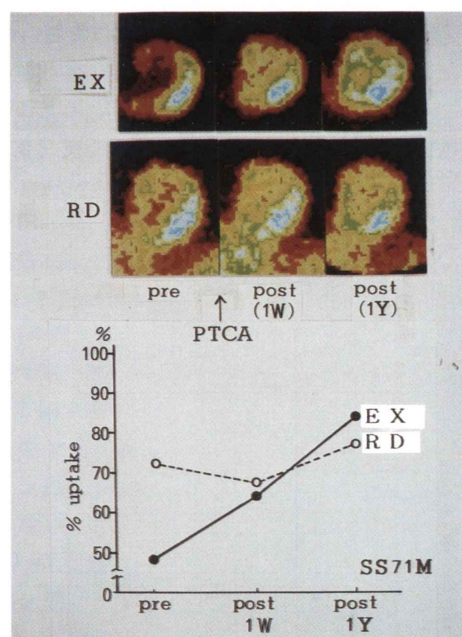 EX
RD
pre post post
(1W) (1Y)
↑
PTCA
%
100
90
80
70
60
50
0
% uptake
EX
RD
SS71M
pre post post
1W 1Y